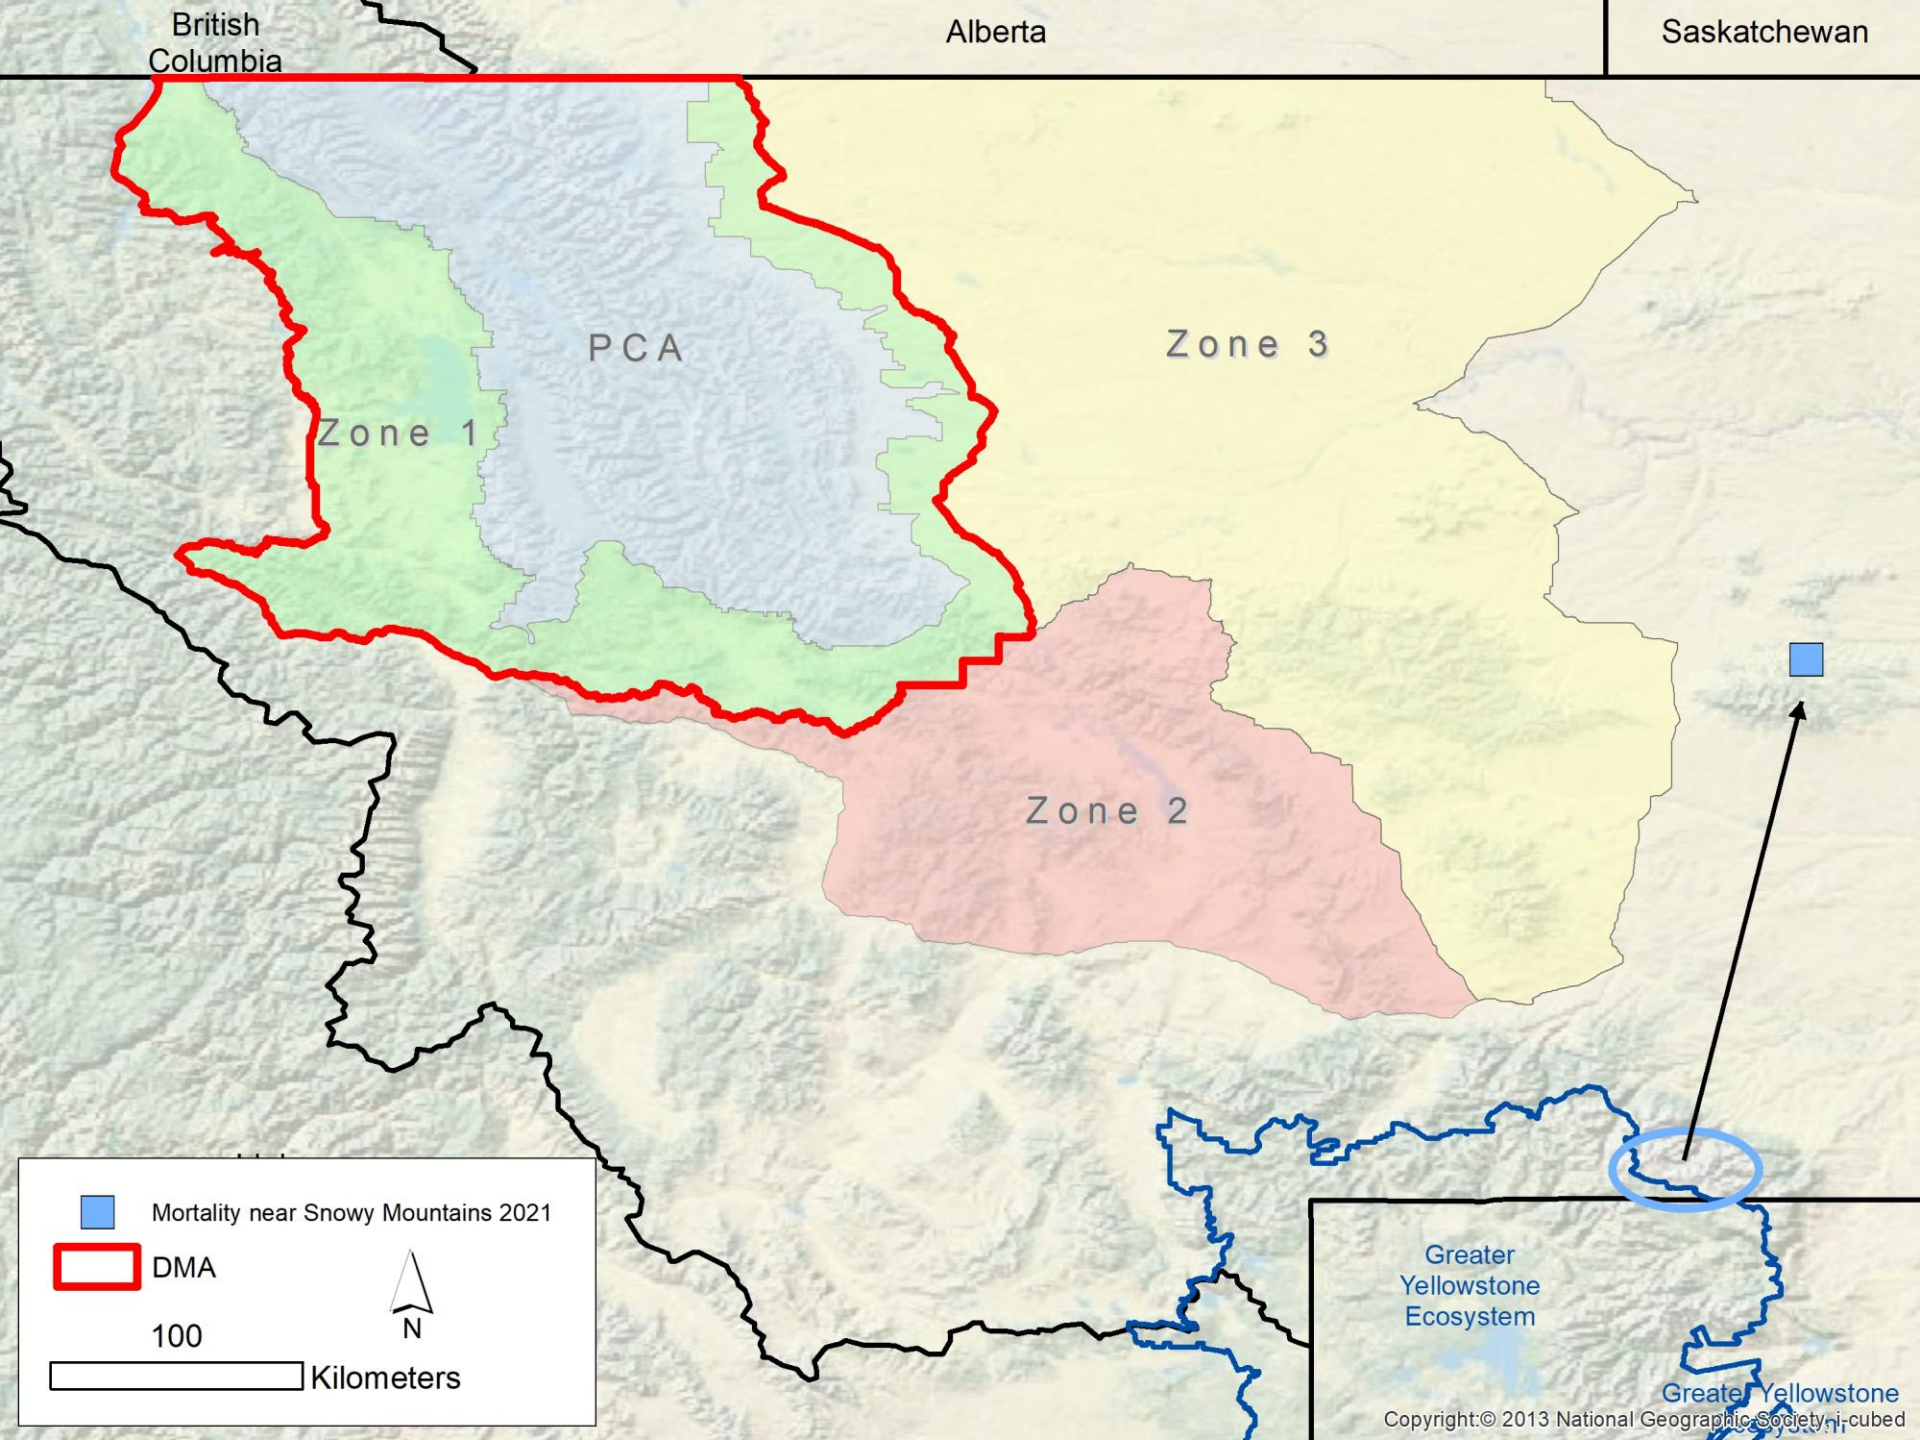 British
Columbia
Alberta
Saskatchewan
PCA
Zone 3
Zone 1
Zone 2
Mortality near Snowy Mountains 2021
DMA
N
100
Kilometers
Greater
Yellowstone
Ecosystem
Greater Yellowstone
Ecosystem
Copyright:© 2013 National Geographic Society, i-cubed